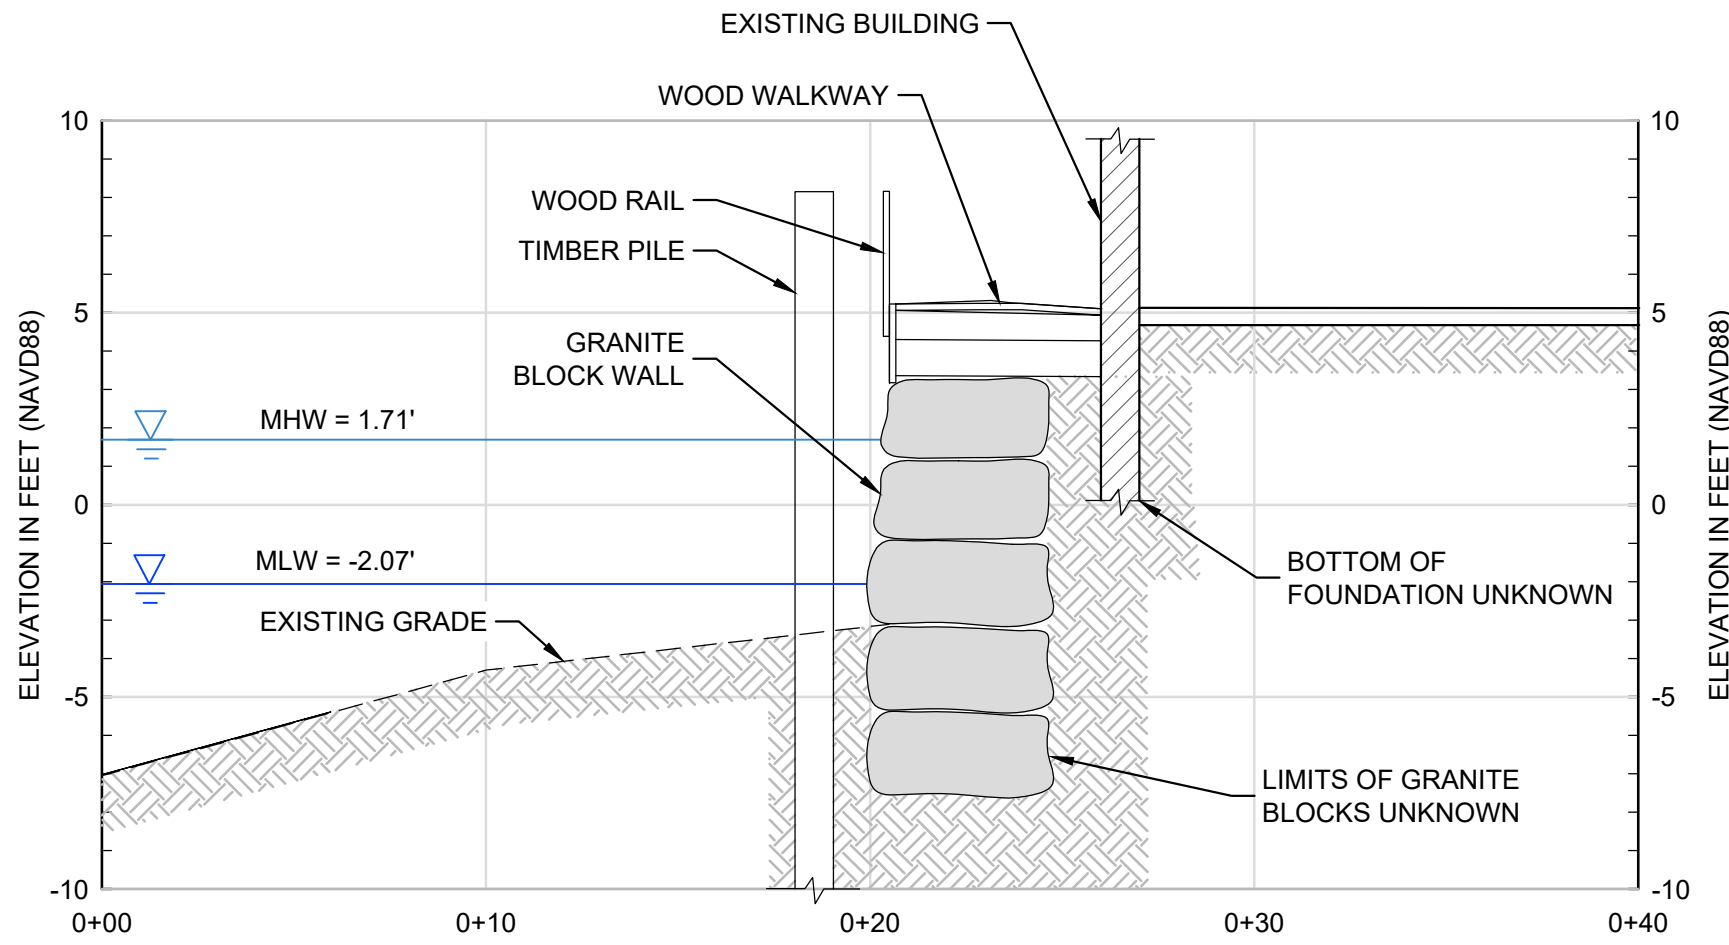 EXISTING BUILDING
WOOD WALKWAY
10
10
WOOD RAIL
TIMBER PILE
5
5
GRANITE
BLOCK WALL
MHW = 1.71'
ELEVATION IN FEET (NAVD88)
ELEVATION IN FEET (NAVD88)
0
0
MLW = -2.07'
BOTTOM OF
FOUNDATION UNKNOWN
EXISTING GRADE
-5
-5
LIMITS OF GRANITE
BLOCKS UNKNOWN
-10
-10
0+00
0+10
0+20
0+30
0+40